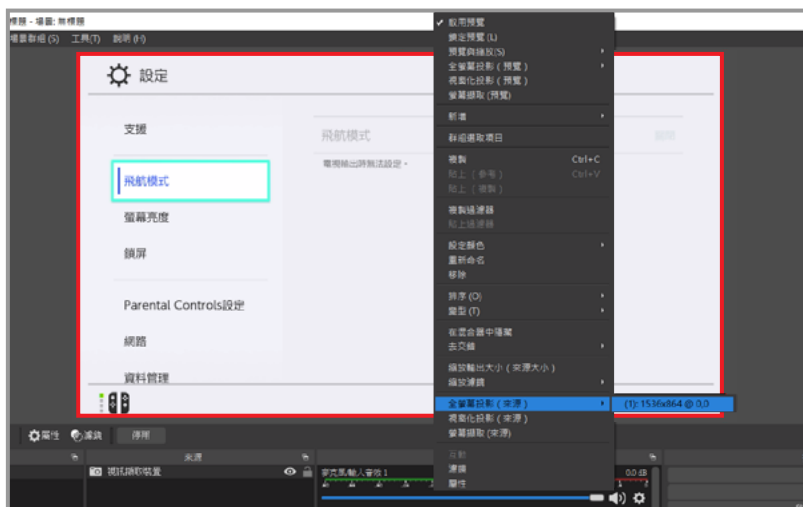 標題 - 場景: 無標題
場景群組(S) 工具(T) 說明(H)
設定
支援
飛航模式
螢幕亮度
鎖屏
Parental Controls設定
網路
資料管理
飛航模式
電視輸出時無法設定。
啟用預覽
鎖定預覽(L)
預覽與縮放(S)
全螢幕投影(預覽)
視窗化投影(預覽)
螢幕擷取(預覽)
新增
群組選取項目
複製 Ctrl+C
貼上(參考) Ctrl+V
貼上(複製)
複製過濾器
貼上過濾器
設定顏色
重新命名
移除
排序(O)
變型(T)
在混合器中隱藏
去交錯
縮放輸出大小(來源大小)
縮放濾鏡
全螢幕投影(來源)
(1): 1536x864 @ 0,0
視窗化投影(來源)
螢幕擷取(來源)
互動
濾鏡
屬性
屬性 濾鏡 停用
來源
視訊擷取裝置
麥克風/輸入音效 1
0.0 dB